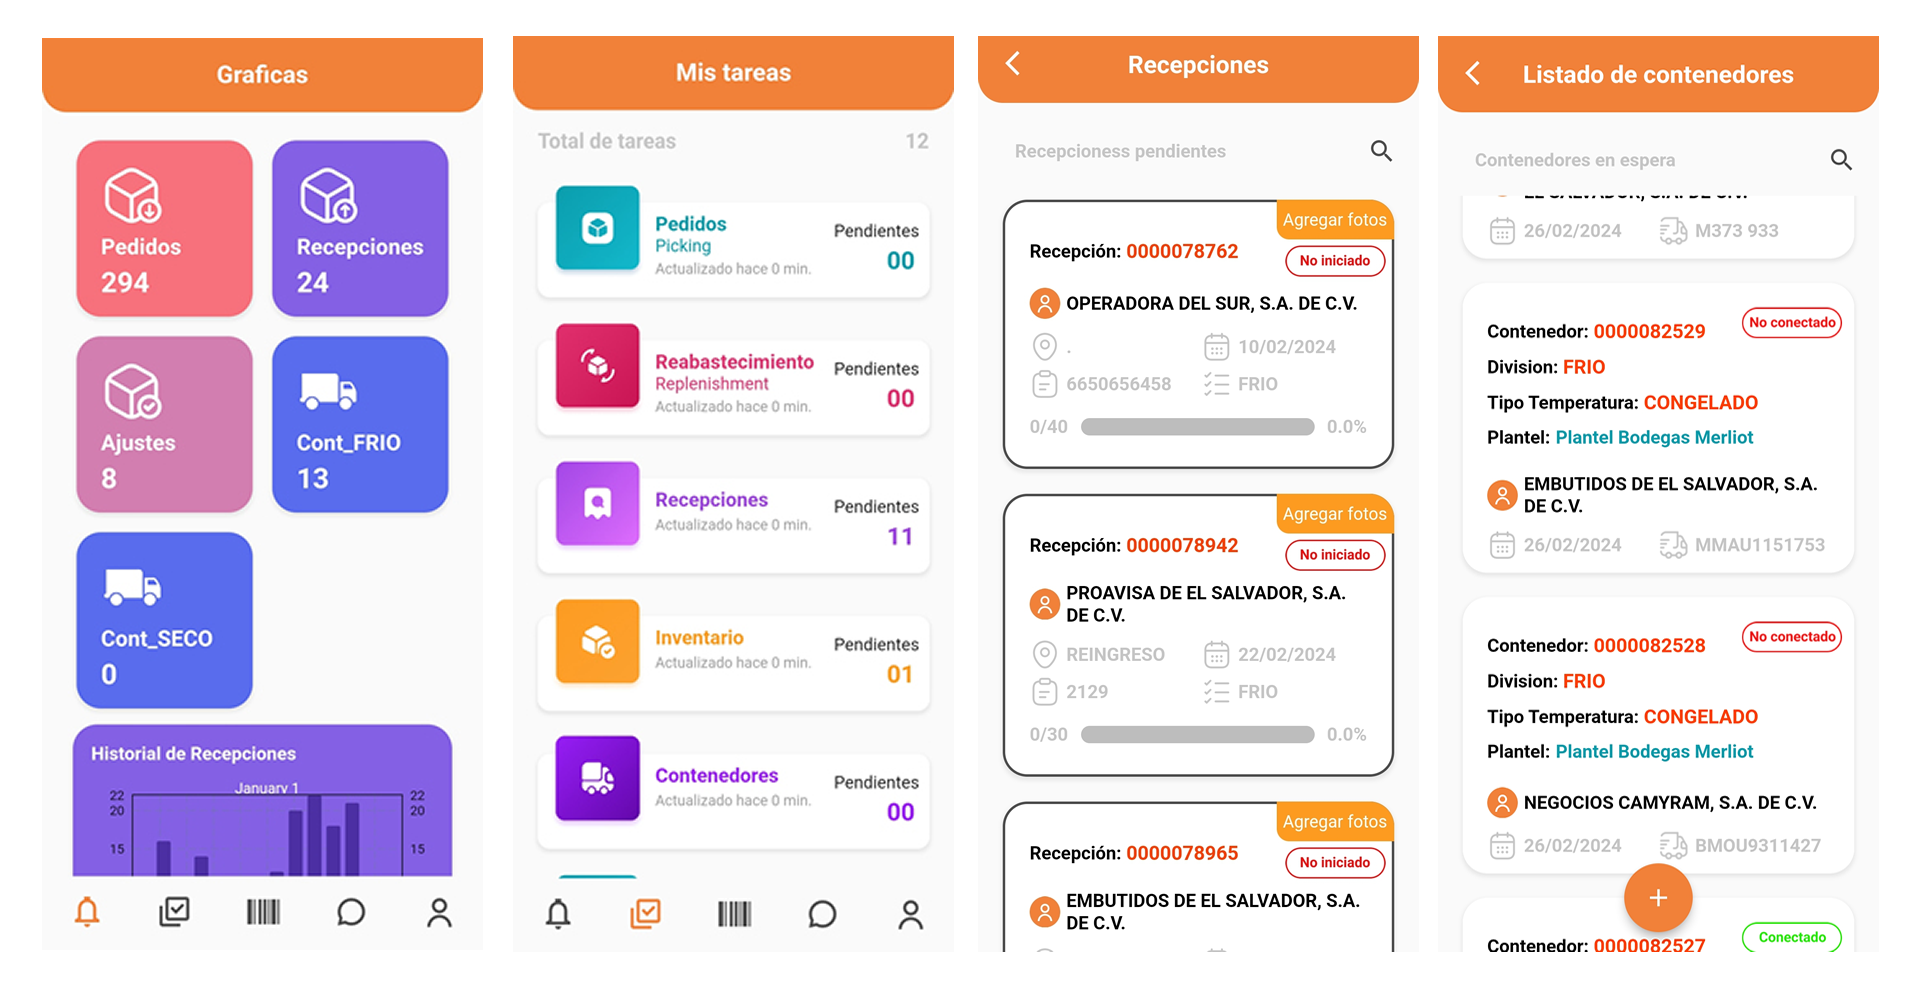 Graficas
Pedidos
294
Recepciones
24
Ajustes
8
Cont_FRIO
13
Cont_SECO
0
Historial de Recepciones
January 1
22
22
20
20
15
15
Mis tareas
Total de tareas 12
Pedidos
Picking
Actualizado hace 0 min.
Pendientes
00
Reabastecimiento
Replenishment
Actualizado hace 0 min.
Pendientes
00
Recepciones
Actualizado hace 0 min.
Pendientes
11
Inventario
Actualizado hace 0 min.
Pendientes
01
Contenedores
Actualizado hace 0 min.
Pendientes
00
Recepciones
Recepcioness pendientes
Agregar fotos
Recepción: 0000078762
No iniciado
OPERADORA DEL SUR, S.A. DE C.V.
. 10/02/2024
6650656458 FRIO
0/40 0.0%
Agregar fotos
Recepción: 0000078942
No iniciado
PROAVISA DE EL SALVADOR, S.A.
DE C.V.
REINGRESO 22/02/2024
2129 FRIO
0/30 0.0%
Agregar fotos
Recepción: 0000078965
No iniciado
EMBUTIDOS DE EL SALVADOR, S.A.
DE C.V.
Listado de contenedores
Contenedores en espera
EL SALVADOR, S.A. DE C.V.
26/02/2024 M373 933
Contenedor: 0000082529
No conectado
Division: FRIO
Tipo Temperatura: CONGELADO
Plantel: Plantel Bodegas Merliot
EMBUTIDOS DE EL SALVADOR, S.A.
DE C.V.
26/02/2024 MMAU1151753
Contenedor: 0000082528
No conectado
Division: FRIO
Tipo Temperatura: CONGELADO
Plantel: Plantel Bodegas Merliot
NEGOCIOS CAMYRAM, S.A. DE C.V.
26/02/2024 BMOU9311427
+
Contenedor: 0000082527
Conectado